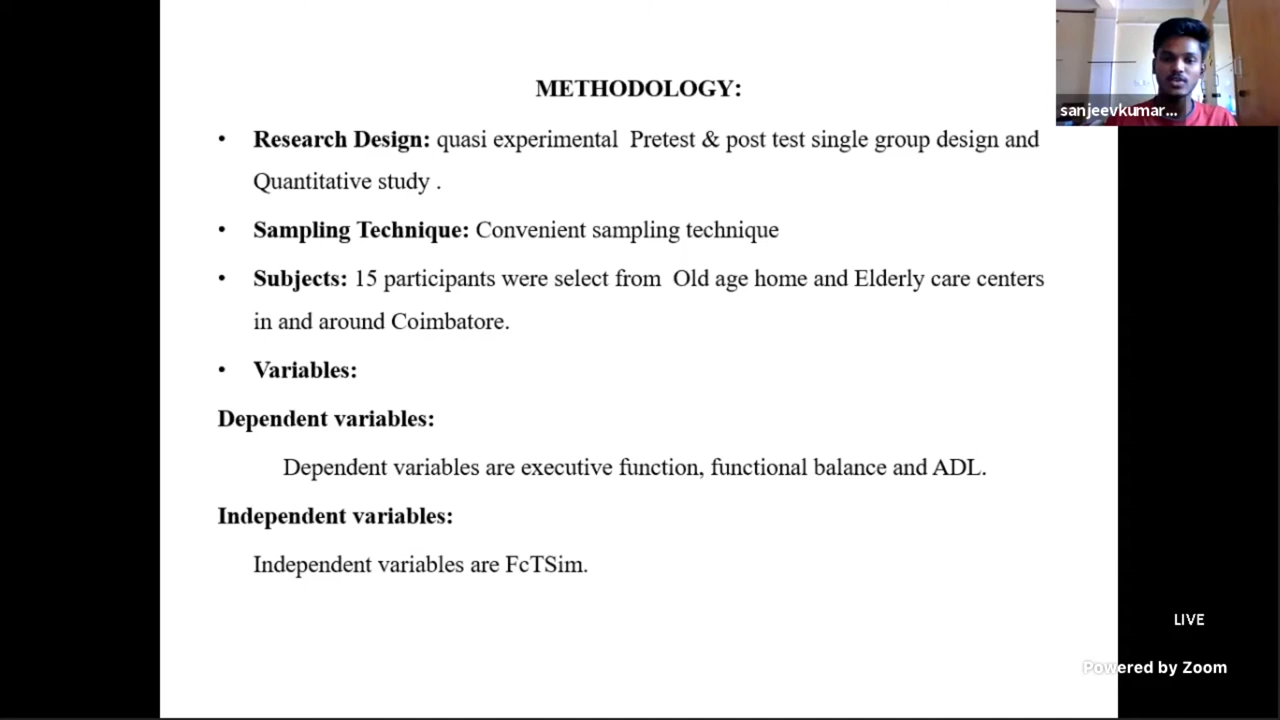 METHODOLOGY:
sanjeevkumar...
• Research Design: quasi experimental Pretest & post test single group design and
Quantitative study .
• Sampling Technique: Convenient sampling technique
• Subjects: 15 participants were select from Old age home and Elderly care centers
in and around Coimbatore.
• Variables:
Dependent variables:
Dependent variables are executive function, functional balance and ADL.
Independent variables:
Independent variables are FcTSim.
LIVE
Powered by Zoom